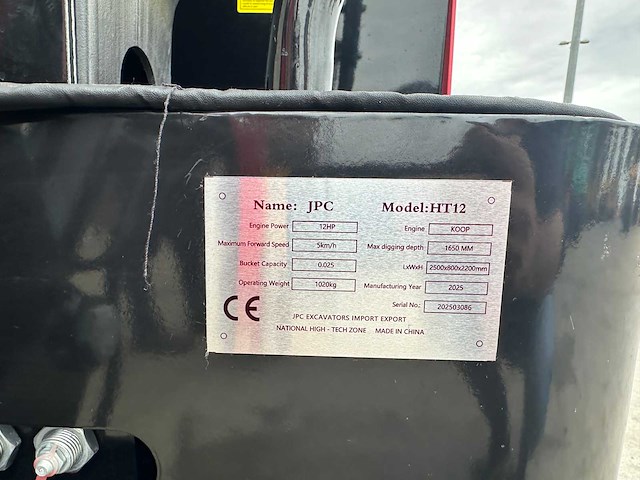 Name: JPC Model:HT12
Engine Power 12HP Engine KOOP
Maximum Forward Speed 5km/h Max digging depth 1650 MM
Bucket Capacity 0.025 LxWxH 2500x800x2200mm
Operating Weight 1020kg Manufacturing Year 2025
Serial No.: 202503086
CE
JPC EXCAVATORS IMPORT EXPORT
NATIONAL HIGH - TECH ZONE MADE IN CHINA